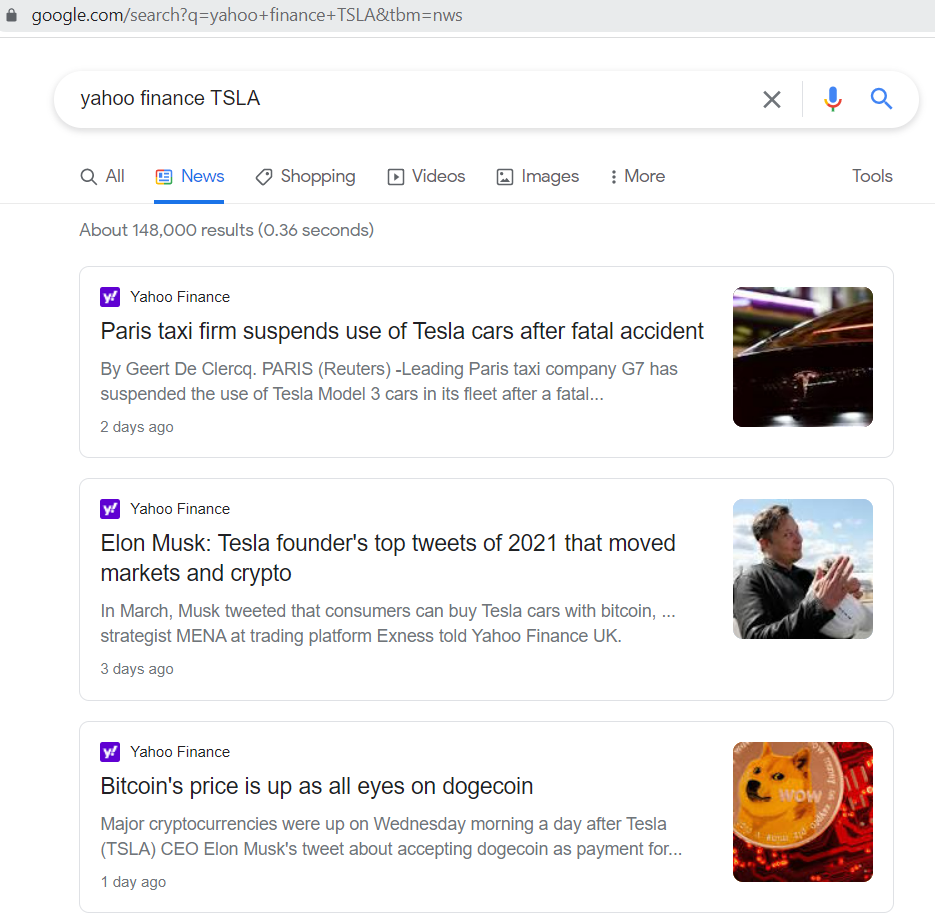 google.com/search?q=yahoo+finance+TSLA&tbm=nws
yahoo finance TSLA
All News Shopping Videos Images More Tools
About 148,000 results (0.36 seconds)
y! Yahoo Finance
Paris taxi firm suspends use of Tesla cars after fatal accident
By Geert De Clercq. PARIS (Reuters) -Leading Paris taxi company G7 has
suspended the use of Tesla Model 3 cars in its fleet after a fatal...
2 days ago
y! Yahoo Finance
Elon Musk: Tesla founder's top tweets of 2021 that moved
markets and crypto
In March, Musk tweeted that consumers can buy Tesla cars with bitcoin, ...
strategist MENA at trading platform Exness told Yahoo Finance UK.
3 days ago
y! Yahoo Finance
Bitcoin's price is up as all eyes on dogecoin
Major cryptocurrencies were up on Wednesday morning a day after Tesla
(TSLA) CEO Elon Musk's tweet about accepting dogecoin as payment for...
1 day ago
WOW